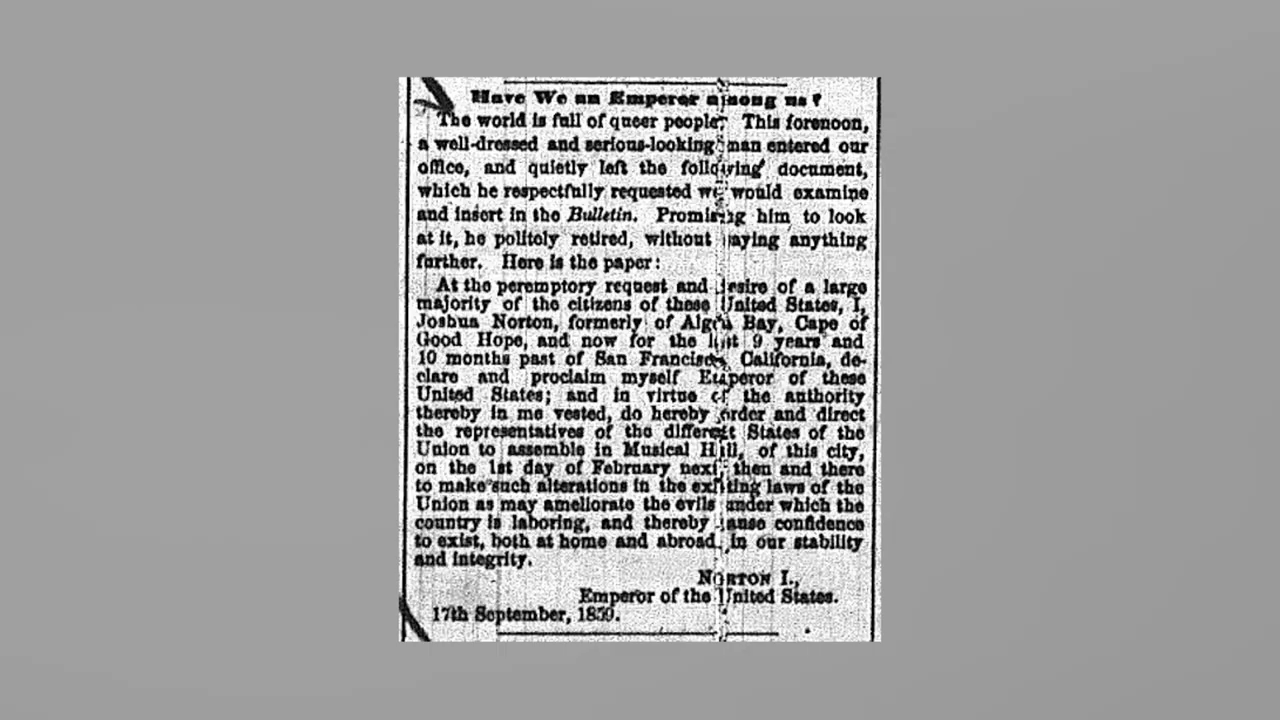 Have We an Emperor among us?
The world is full of queer people. This forenoon,
a well-dressed and serious-looking man entered our
office, and quietly left the following document,
which he respectfully requested we would examine
and insert in the Bulletin. Promising him to look
at it, he politely retired, without saying anything
further. Here is the paper:
At the peremptory request and desire of a large
majority of the citizens of these United States, I,
Joshua Norton, formerly of Algoa Bay, Cape of
Good Hope, and now for the last 9 years and
10 months past of San Francisco, California, de-
clare and proclaim myself Emperor of these
United States; and in virtue of the authority
thereby in me vested, do hereby order and direct
the representatives of the different States of the
Union to assemble in Musical Hall, of this city,
on the 1st day of February next, then and there
to make such alterations in the existing laws of the
Union as may ameliorate the evils under which the
country is laboring, and thereby cause confidence
to exist, both at home and abroad, in our stability
and integrity.
NORTON I.,
Emperor of the United States.
17th September, 1859.